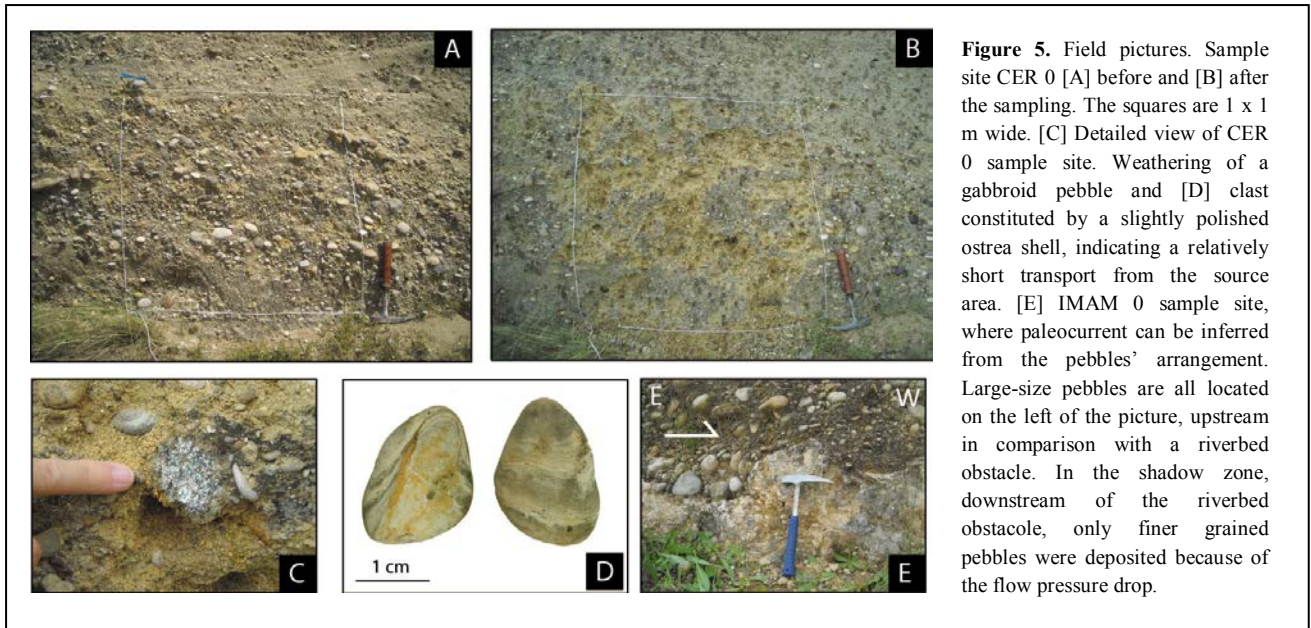 A
B
C
1 cm
D
E
W
E
Figure 5. Field pictures. Sample
site CER 0 [A] before and [B] after
the sampling. The squares are 1 x 1
m wide. [C] Detailed view of CER
0 sample site. Weathering of a
gabbroid pebble and [D] clast
constituted by a slightly polished
ostrea shell, indicating a relatively
short transport from the source
area. [E] IMAM 0 sample site,
where paleocurrent can be inferred
from the pebbles' arrangement.
Large-size pebbles are all located
on the left of the picture, upstream
in comparison with a riverbed
obstacle. In the shadow zone,
downstream of the riverbed
obstacole, only finer grained
pebbles were deposited because of
the flow pressure drop.